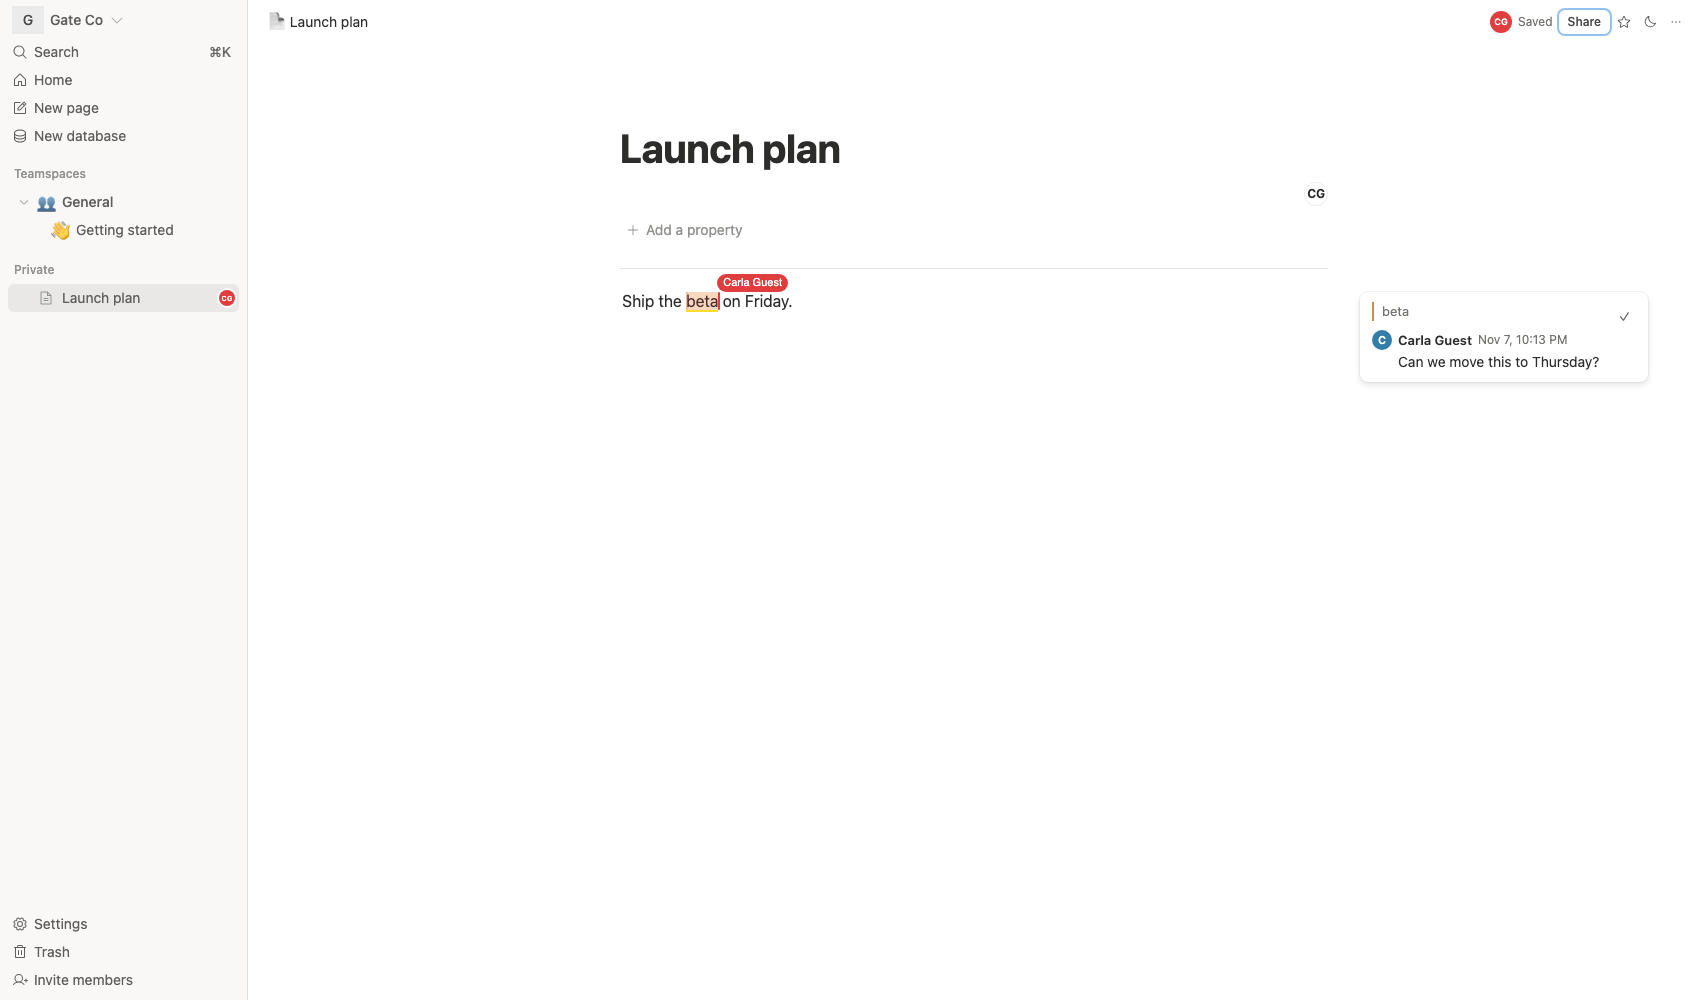 G Gate Co
Search ⌘K
Home
New page
New database
Teamspaces
General
Getting started
Private
Launch plan CG
Settings
Trash
Invite members
Launch plan
CG Saved Share
Launch plan
CG
Add a property
Carla Guest
Ship the beta on Friday.
beta
C Carla Guest Nov 7, 10:13 PM
Can we move this to Thursday?